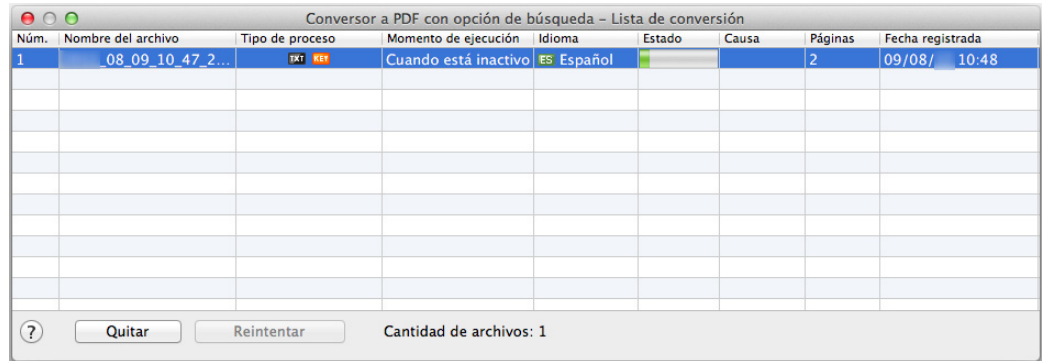 Conversor a PDF con opción de búsqueda – Lista de conversión
Núm. Nombre del archivo Tipo de proceso Momento de ejecución Idioma Estado Causa Páginas Fecha registrada
1 _08_09_10_47_2... TXT KEY Cuando está inactivo ES Español 2 09/08/ 10:48
? Quitar Reintentar Cantidad de archivos: 1